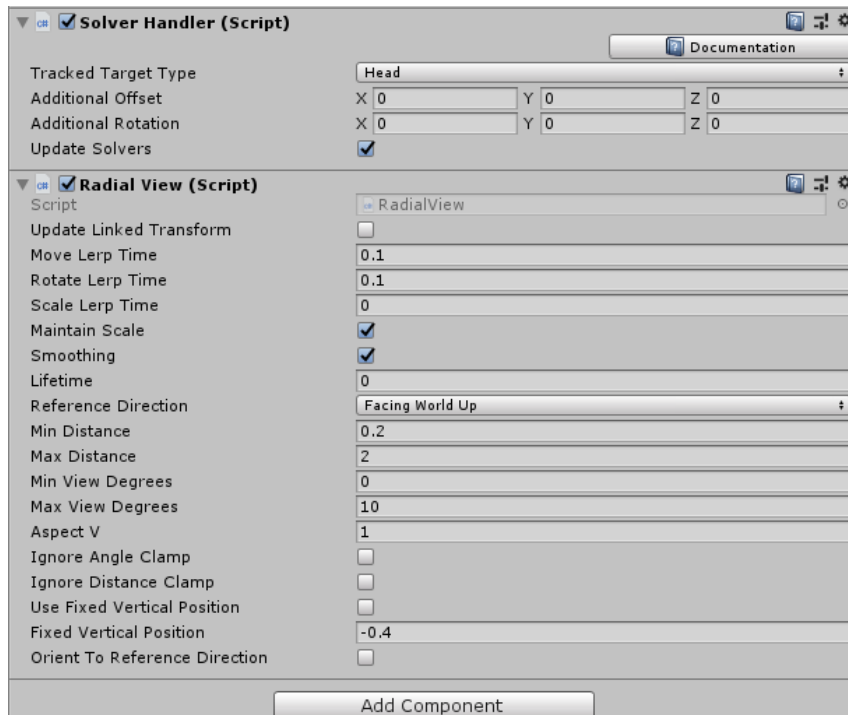 Solver Handler (Script)
Documentation
Tracked Target Type Head
Additional Offset X 0 Y 0 Z 0
Additional Rotation X 0 Y 0 Z 0
Update Solvers
Radial View (Script)
Script RadialView
Update Linked Transform
Move Lerp Time 0.1
Rotate Lerp Time 0.1
Scale Lerp Time 0
Maintain Scale
Smoothing
Lifetime 0
Reference Direction Facing World Up
Min Distance 0.2
Max Distance 2
Min View Degrees 0
Max View Degrees 10
Aspect V 1
Ignore Angle Clamp
Ignore Distance Clamp
Use Fixed Vertical Position
Fixed Vertical Position -0.4
Orient To Reference Direction
Add Component